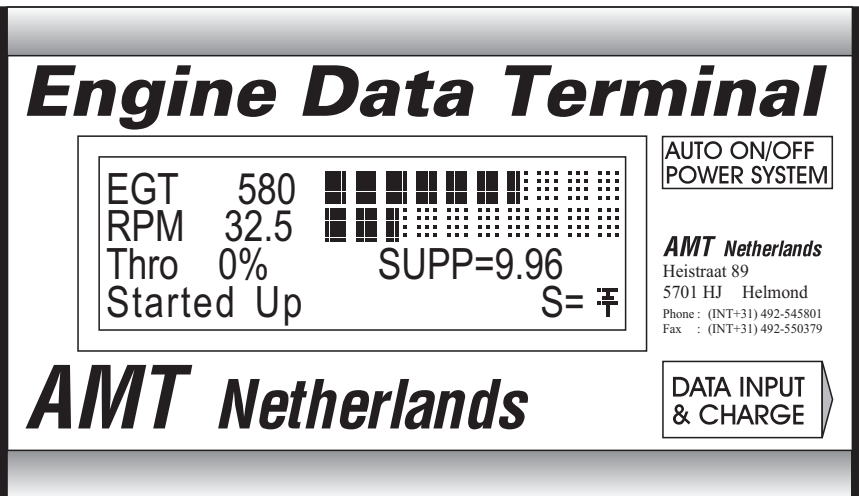 Engine Data Terminal
EGT 580
RPM 32.5
Thro 0% SUPP=9.96
Started Up S=
AUTO ON/OFF
POWER SYSTEM
AMT Netherlands
Heistraat 89
5701 HJ Helmond
Phone : (INT+31) 492-545801
Fax : (INT+31) 492-550379
AMT Netherlands
DATA INPUT
& CHARGE